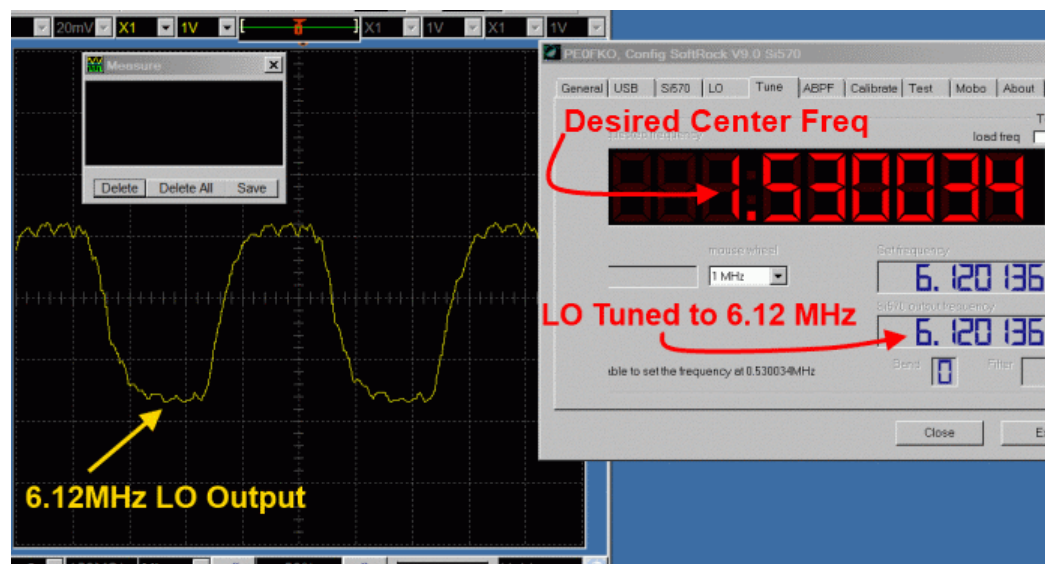 20mV X1 1V X1 1V X1 1V
Measure
Delete Delete All Save
6.12MHz LO Output
PE0FKO, Config SoftRock V9.0 Si570
General USB Si570 LO Tune ABPF Calibrate Test Mobo About
Desired Center Freq
load freq
1.530034
mouse wheel
Set frequency
1 MHz
6.120136
LO Tuned to 6.12 MHz
Si570 output frequency
6.120136
able to set the frequency at 0.530034MHz
Band 0 Filter
Close